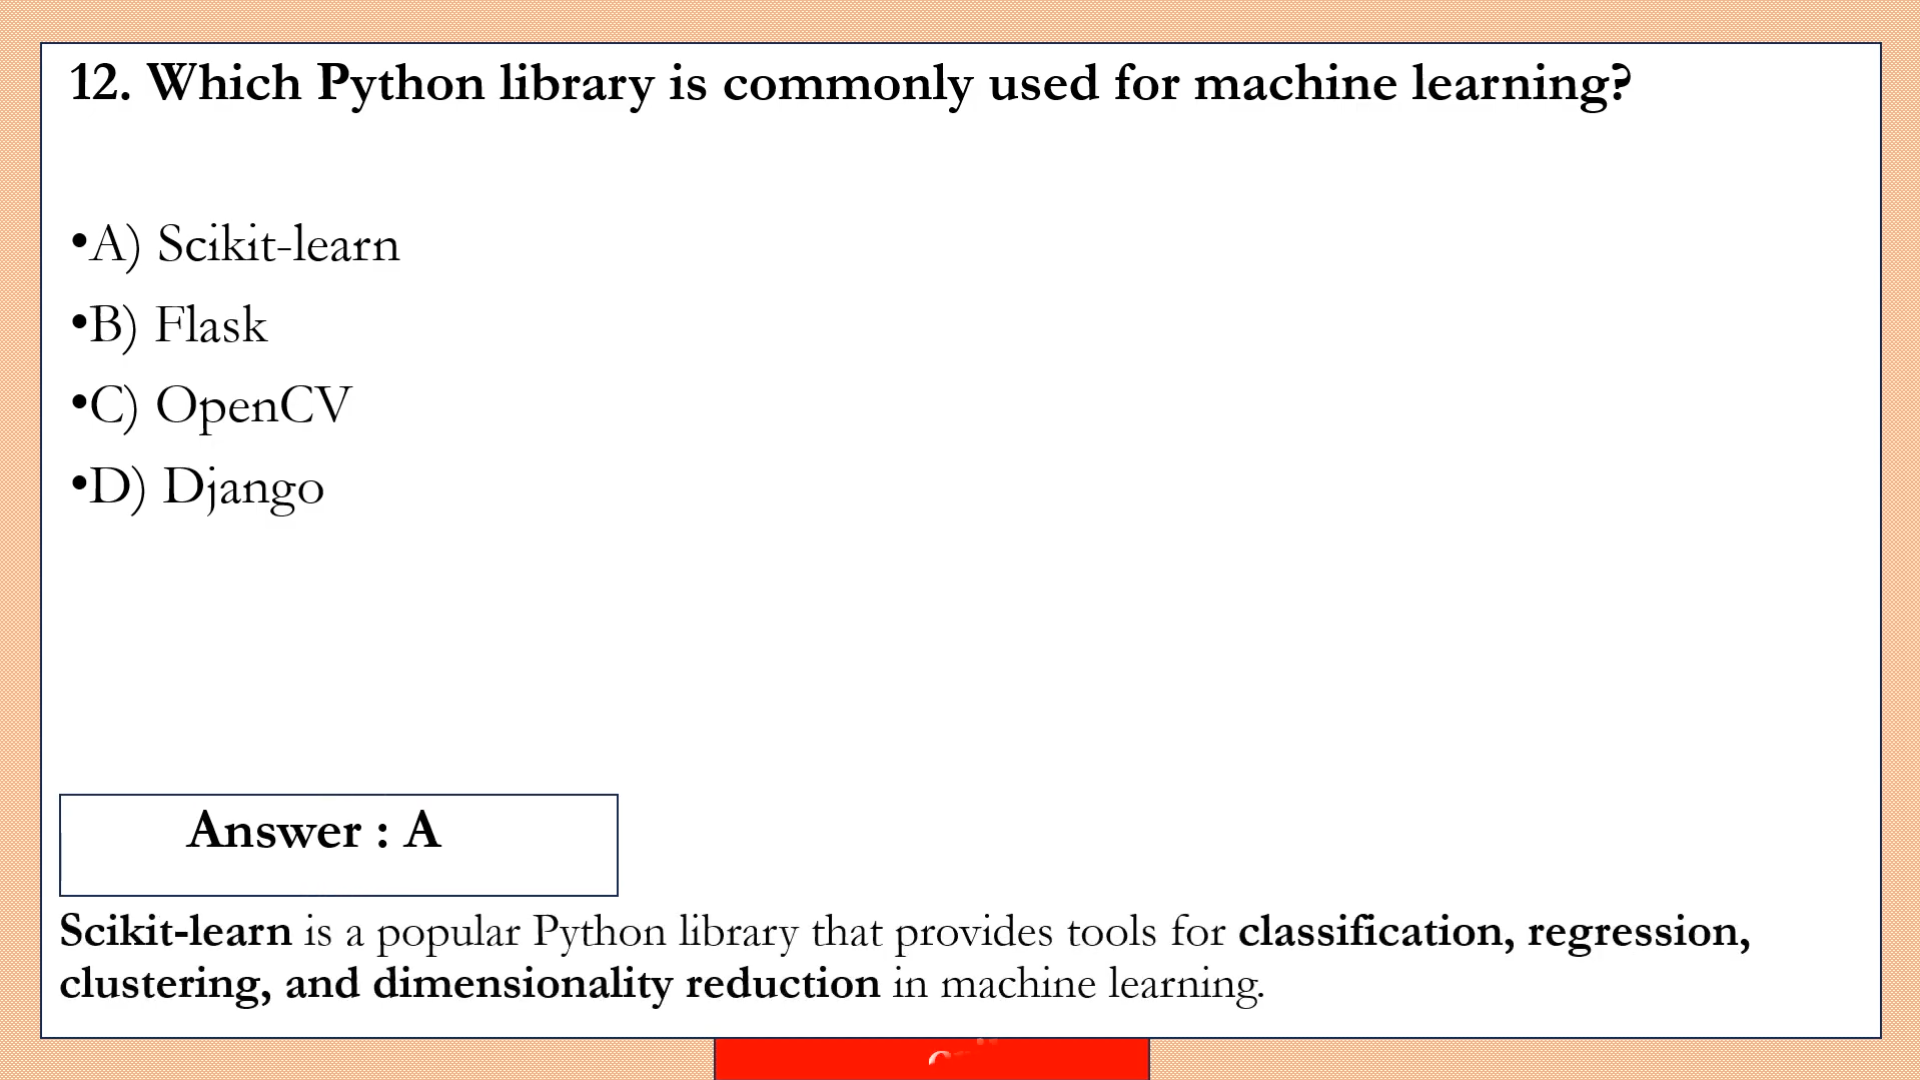 12. Which Python library is commonly used for machine learning?
•A) Scikit-learn
•B) Flask
•C) OpenCV
•D) Django
Answer : A
Scikit-learn is a popular Python library that provides tools for classification, regression,
clustering, and dimensionality reduction in machine learning.